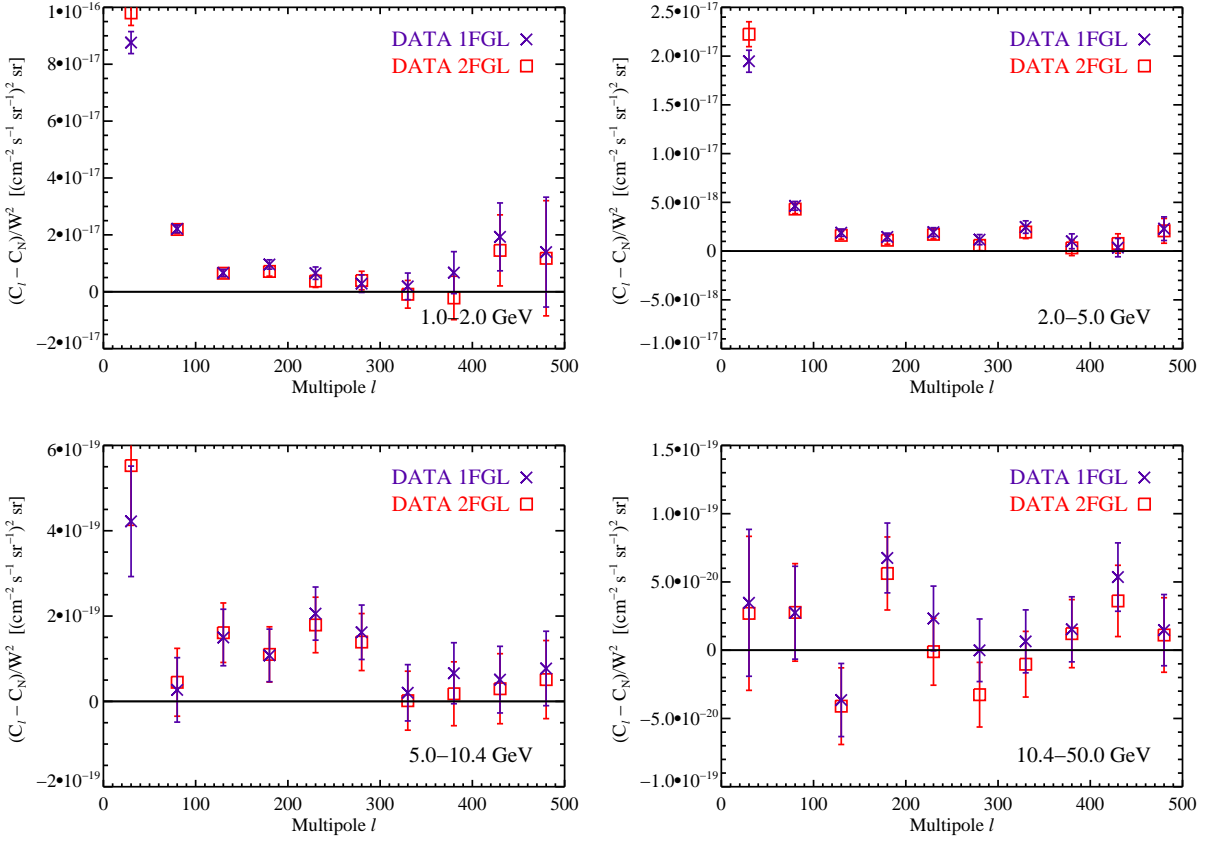 1•10⁻¹⁶
8•10⁻¹⁷
6•10⁻¹⁷
4•10⁻¹⁷
2•10⁻¹⁷
0
−2•10⁻¹⁷
(C_l − C_N)/W² [(cm⁻² s⁻¹ sr⁻¹)² sr]
DATA 1FGL
DATA 2FGL
1.0−2.0 GeV
0 100 200 300 400 500
Multipole l
2.5•10⁻¹⁷
2.0•10⁻¹⁷
1.5•10⁻¹⁷
1.0•10⁻¹⁷
5.0•10⁻¹⁸
0
−5.0•10⁻¹⁸
−1.0•10⁻¹⁷
(C_l − C_N)/W² [(cm⁻² s⁻¹ sr⁻¹)² sr]
DATA 1FGL
DATA 2FGL
2.0−5.0 GeV
0 100 200 300 400 500
Multipole l
6•10⁻¹⁹
4•10⁻¹⁹
2•10⁻¹⁹
0
−2•10⁻¹⁹
(C_l − C_N)/W² [(cm⁻² s⁻¹ sr⁻¹)² sr]
DATA 1FGL
DATA 2FGL
5.0−10.4 GeV
0 100 200 300 400 500
Multipole l
1.5•10⁻¹⁹
1.0•10⁻¹⁹
5.0•10⁻²⁰
0
−5.0•10⁻²⁰
−1.0•10⁻¹⁹
(C_l − C_N)/W² [(cm⁻² s⁻¹ sr⁻¹)² sr]
DATA 1FGL
DATA 2FGL
10.4−50.0 GeV
0 100 200 300 400 500
Multipole l